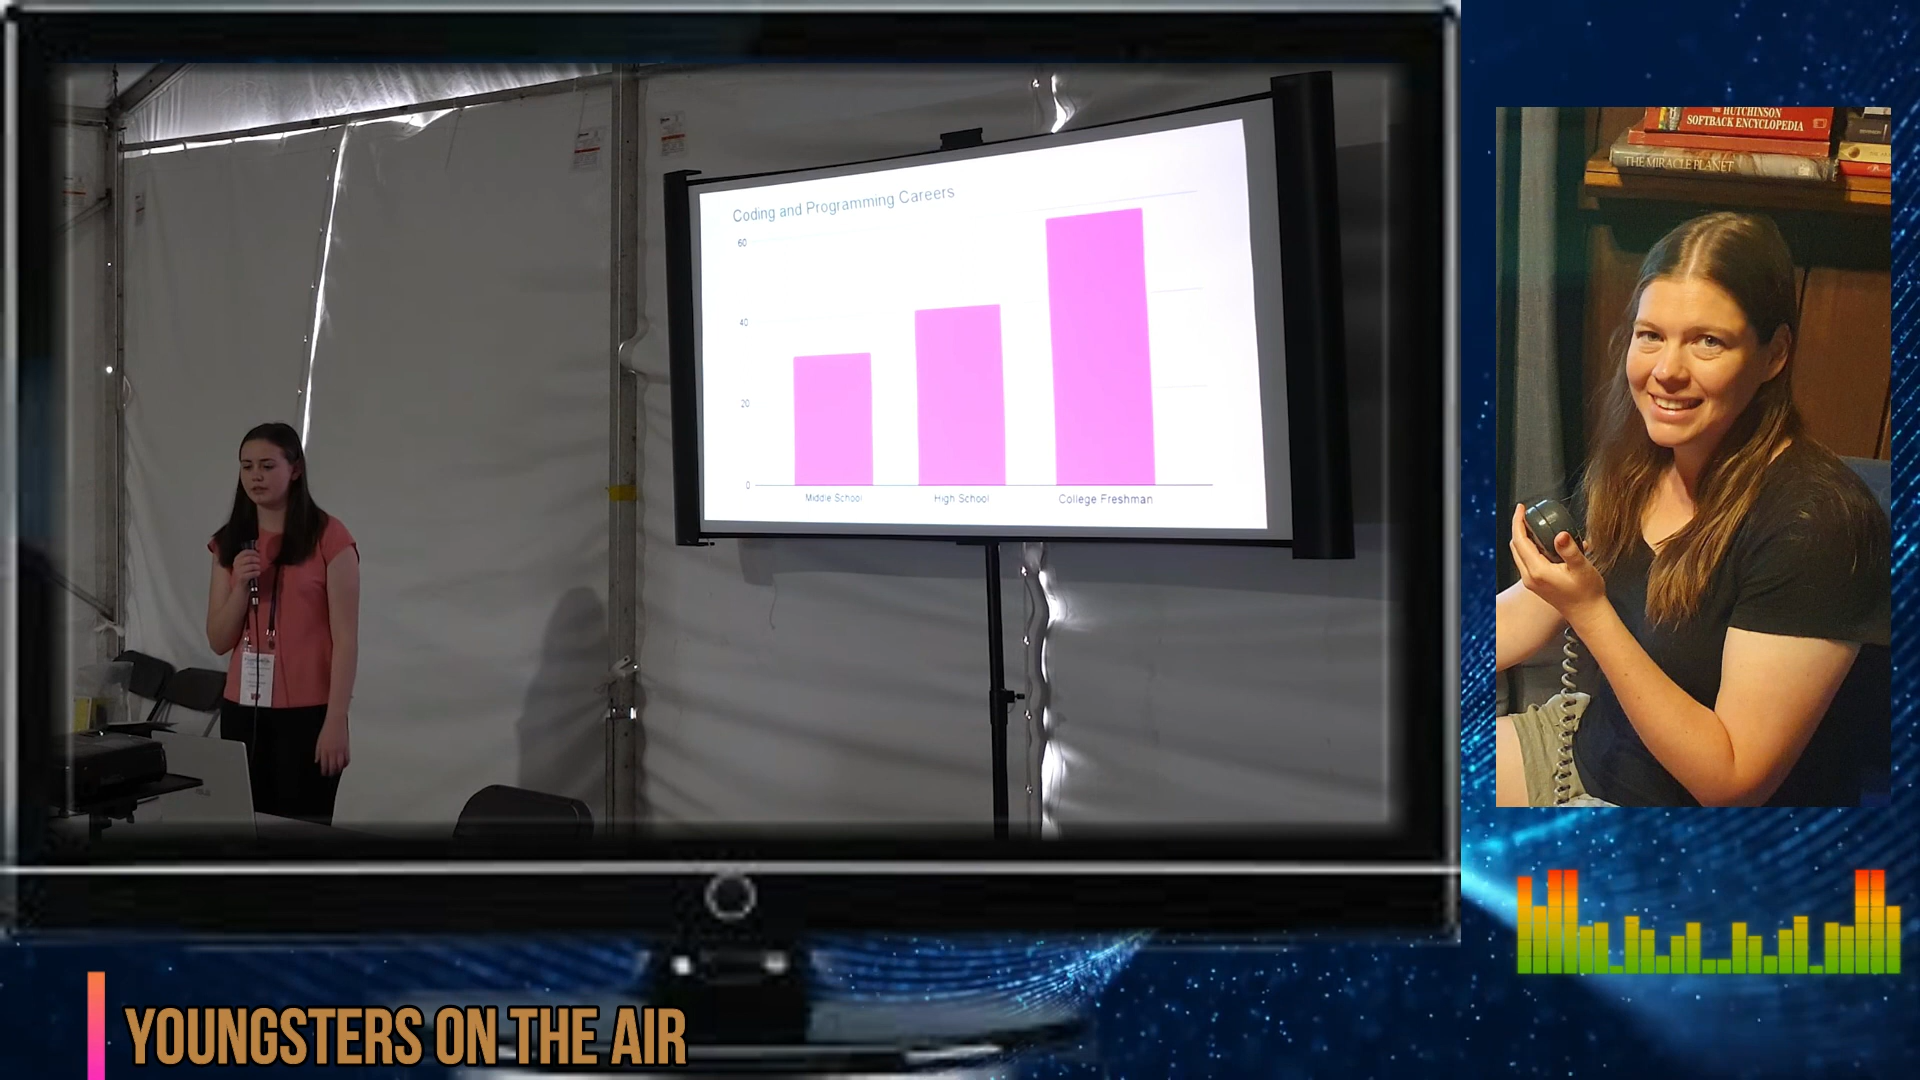 Coding and Programming Careers
60
40
20
0
Middle School
High School
College Freshman
THE HUTCHINSON
SOFTBACK ENCYCLOPEDIA
THE MIRACLE PLANET
YOUNGSTERS ON THE AIR